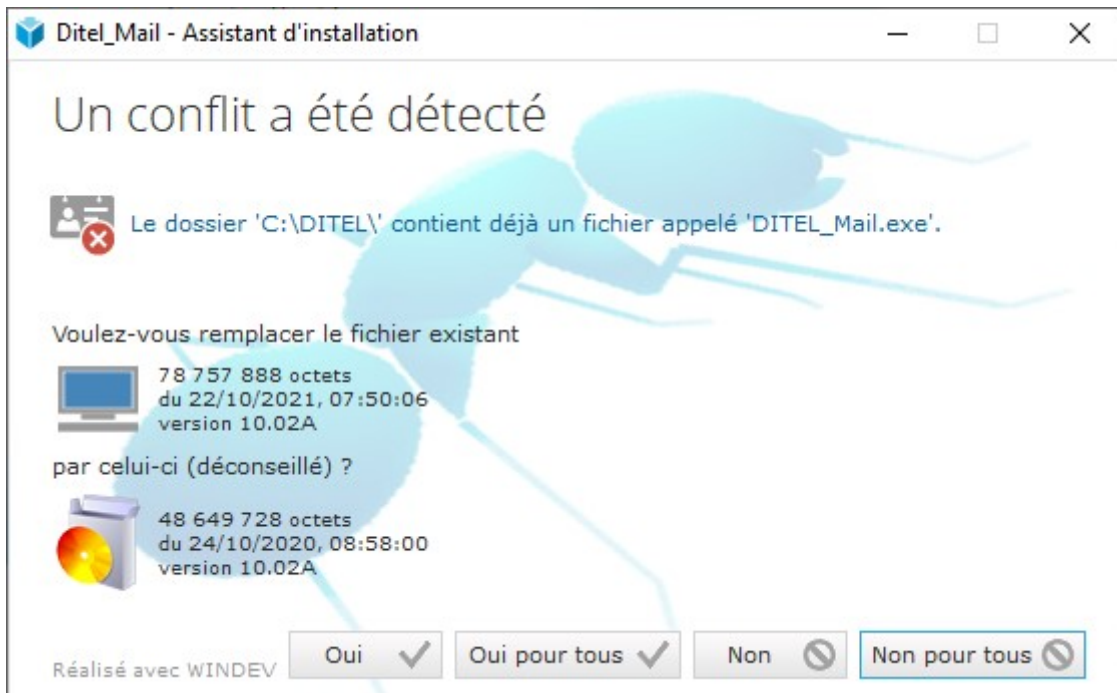 Ditel_Mail - Assistant d'installation
Un conflit a été détecté
Le dossier 'C:\DITEL\' contient déjà un fichier appelé 'DITEL_Mail.exe'.
Voulez-vous remplacer le fichier existant
78 757 888 octets
du 22/10/2021, 07:50:06
version 10.02A
par celui-ci (déconseillé) ?
48 649 728 octets
du 24/10/2020, 08:58:00
version 10.02A
Réalisé avec WINDEV Oui Oui pour tous Non Non pour tous